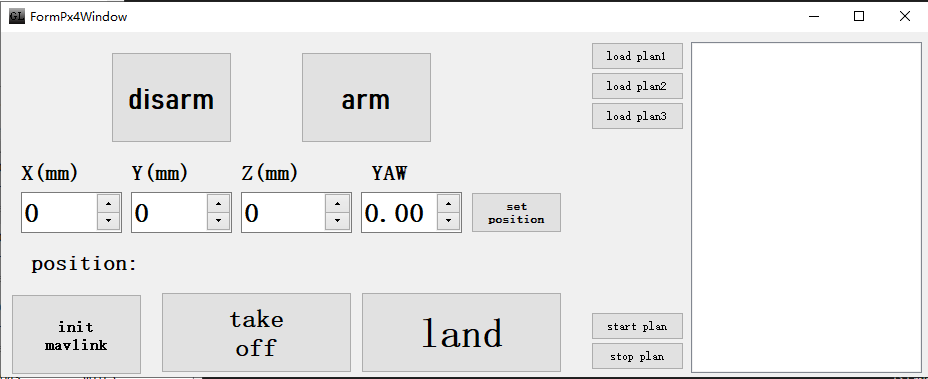 GL FormPx4Window
disarm
arm
load plan1
load plan2
load plan3
X(mm)
Y(mm)
Z(mm)
YAW
0
0
0
0.00
set
position
position:
init
mavlink
take
off
land
start plan
stop plan